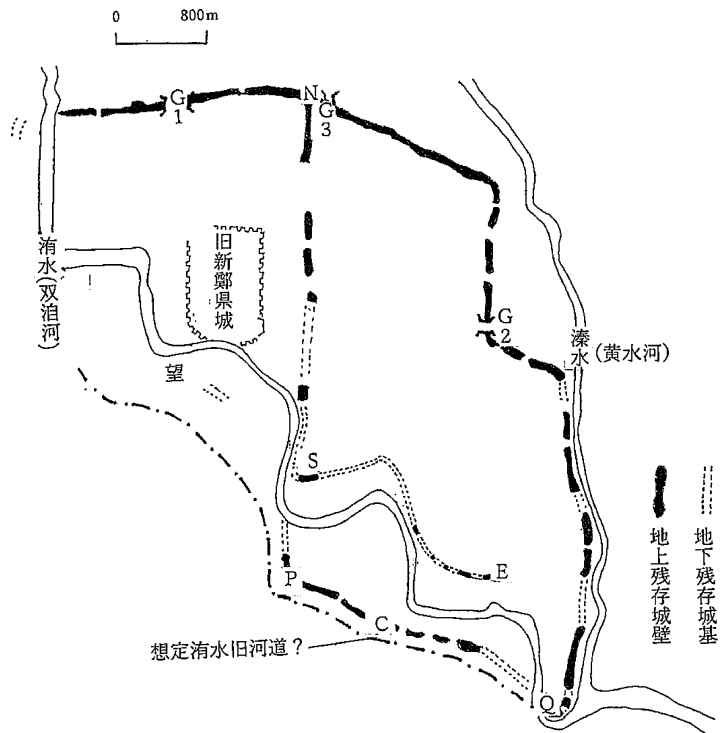 0 800m
G
1
N
G
3
洧水(双洎河)
旧新鄭県城
G
2
溱水(黄水河)
望
S
E
P
C
想定洧水旧河道?
Q
地上残存城壁
地下残存城基